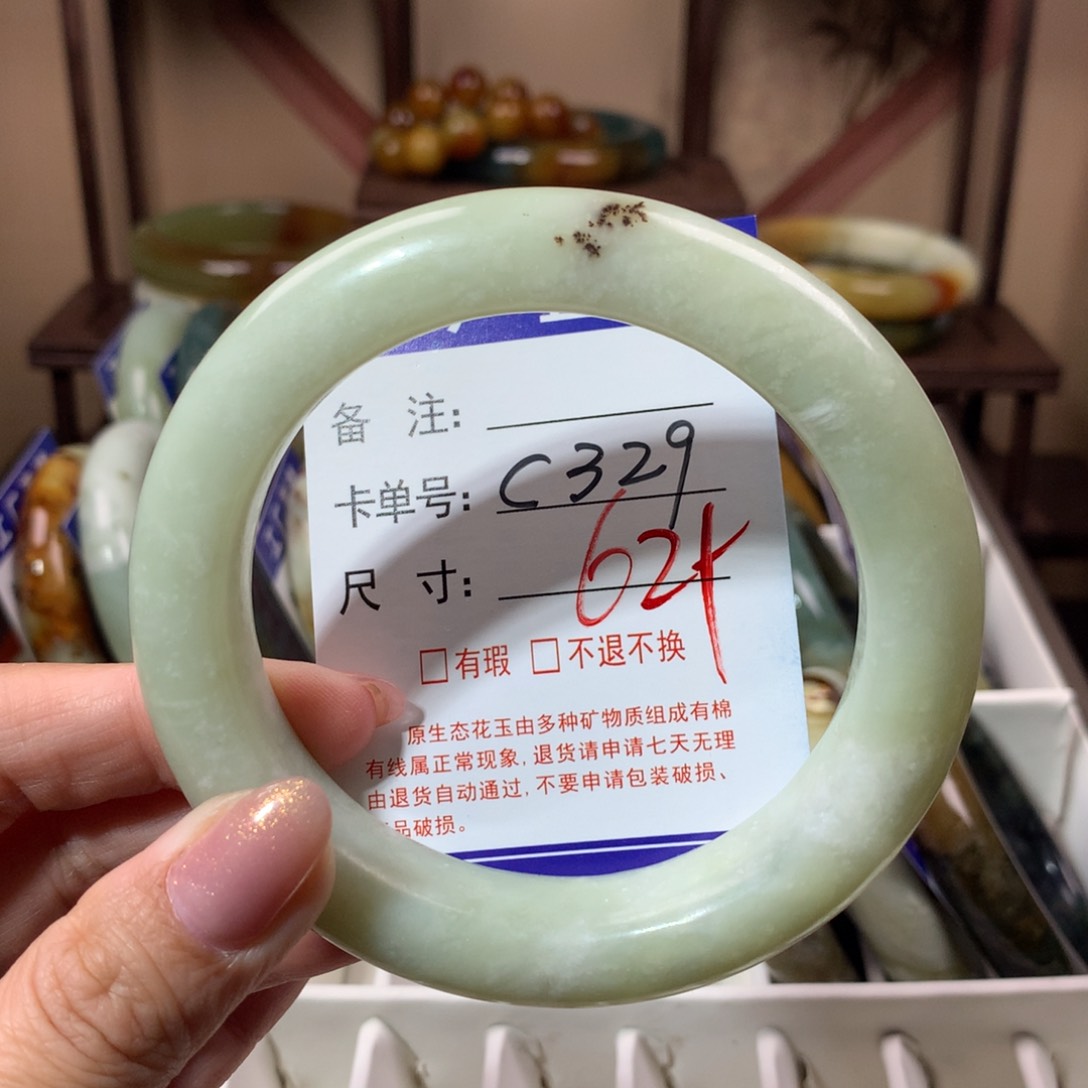 备 注:
卡单号: C329
尺 寸: 62+
□有瑕 □不退不换
原生态花玉由多种矿物质组成有棉
有线属正常现象, 退货请申请七天无理
由退货自动通过, 不要申请包装破损、
品破损。